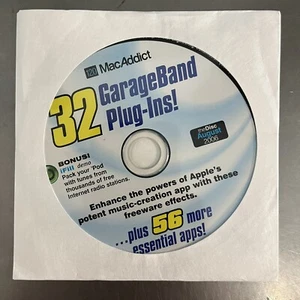 120 MacAddict
32 GarageBand
Plug-Ins!
theDisc
August
2006
BONUS!
iFill demo
Pack your 'Pod
with tunes from
thousands of free
Internet radio stations.
Enhance the powers of Apple's
potent music-creation app with these
freeware effects.
...plus 56 more
essential apps!